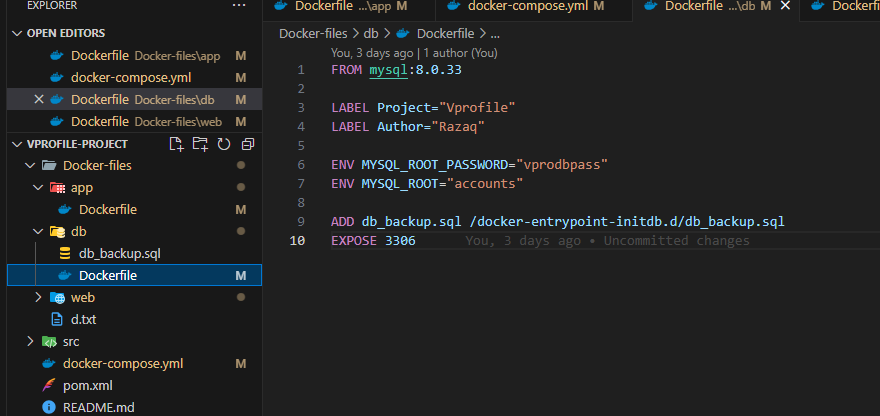 EXPLORER
OPEN EDITORS
Dockerfile Docker-files\app M
docker-compose.yml M
Dockerfile Docker-files\db M
Dockerfile Docker-files\web M
VPROFILE-PROJECT
Docker-files
app
Dockerfile
db
db_backup.sql
Dockerfile M
web
d.txt
src
docker-compose.yml M
pom.xml
README.md
Dockerfile ...\app M
docker-compose.yml M
Dockerfile ...\db M
Dockerf
Docker-files > db > Dockerfile > ...
You, 3 days ago | 1 author (You)
1 FROM mysql:8.0.33
2
3 LABEL Project="Vprofile"
4 LABEL Author="Razaq"
5
6 ENV MYSQL_ROOT_PASSWORD="vprodbpass"
7 ENV MYSQL_ROOT="accounts"
8
9 ADD db_backup.sql /docker-entrypoint-initdb.d/db_backup.sql
10 EXPOSE 3306 You, 3 days ago • Uncommitted changes